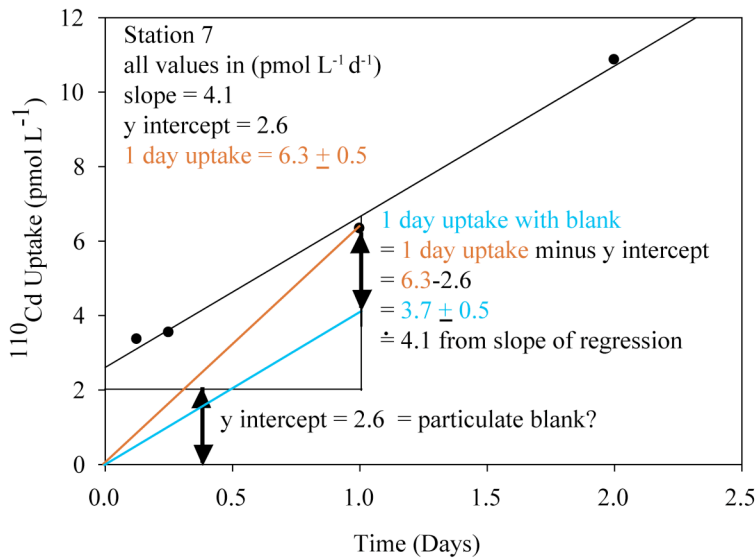 12
10
8
6
4
2
0
0.0
0.5
1.0
1.5
2.0
2.5
¹¹⁰Cd Uptake (pmol L⁻¹)
Time (Days)
Station 7
all values in (pmol L⁻¹ d⁻¹)
slope = 4.1
y intercept = 2.6
1 day uptake = 6.3 ± 0.5
1 day uptake with blank
= 1 day uptake minus y intercept
= 6.3-2.6
= 3.7 ± 0.5
≐ 4.1 from slope of regression
y intercept = 2.6 = particulate blank?